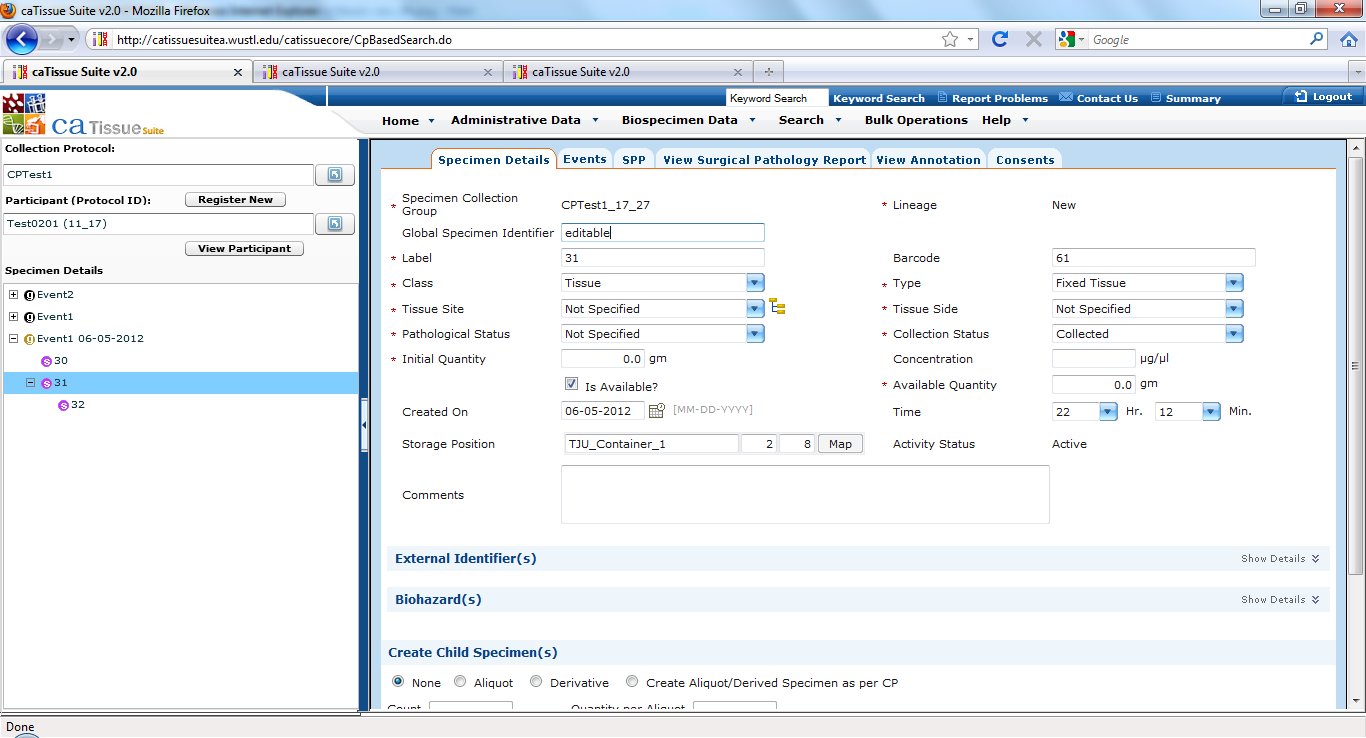 caTissue Suite v2.0 - Mozilla Firefox
http://catissuesuitea.wustl.edu/catissuecore/CpBasedSearch.do
Google
caTissue Suite v2.0
caTissue Suite v2.0
caTissue Suite v2.0
Keyword Search
Keyword Search
Report Problems
Contact Us
Summary
Logout
ca Tissue Suite
Home
Administrative Data
Biospecimen Data
Search
Bulk Operations
Help
Collection Protocol:
CPTest1
Participant (Protocol ID):
Register New
Test0201 (11_17)
View Participant
Specimen Details
Event2
Event1
Event1 06-05-2012
30
31
32
Specimen Details
Events
SPP
View Surgical Pathology Report
View Annotation
Consents
* Specimen Collection Group
CPTest1_17_27
* Lineage
New
Global Specimen Identifier
editable
* Label
31
Barcode
61
* Class
Tissue
* Type
Fixed Tissue
* Tissue Site
Not Specified
* Tissue Side
Not Specified
* Pathological Status
Not Specified
* Collection Status
Collected
* Initial Quantity
0.0 gm
Concentration
µg/µl
Is Available?
* Available Quantity
0.0 gm
Created On
06-05-2012
[MM-DD-YYYY]
Time
22 Hr. 12 Min.
Storage Position
TJU_Container_1 2 8 Map
Activity Status
Active
Comments
External Identifier(s)
Show Details
Biohazard(s)
Show Details
Create Child Specimen(s)
None
Aliquot
Derivative
Create Aliquot/Derived Specimen as per CP
Count
Quantity per Aliquot
Done